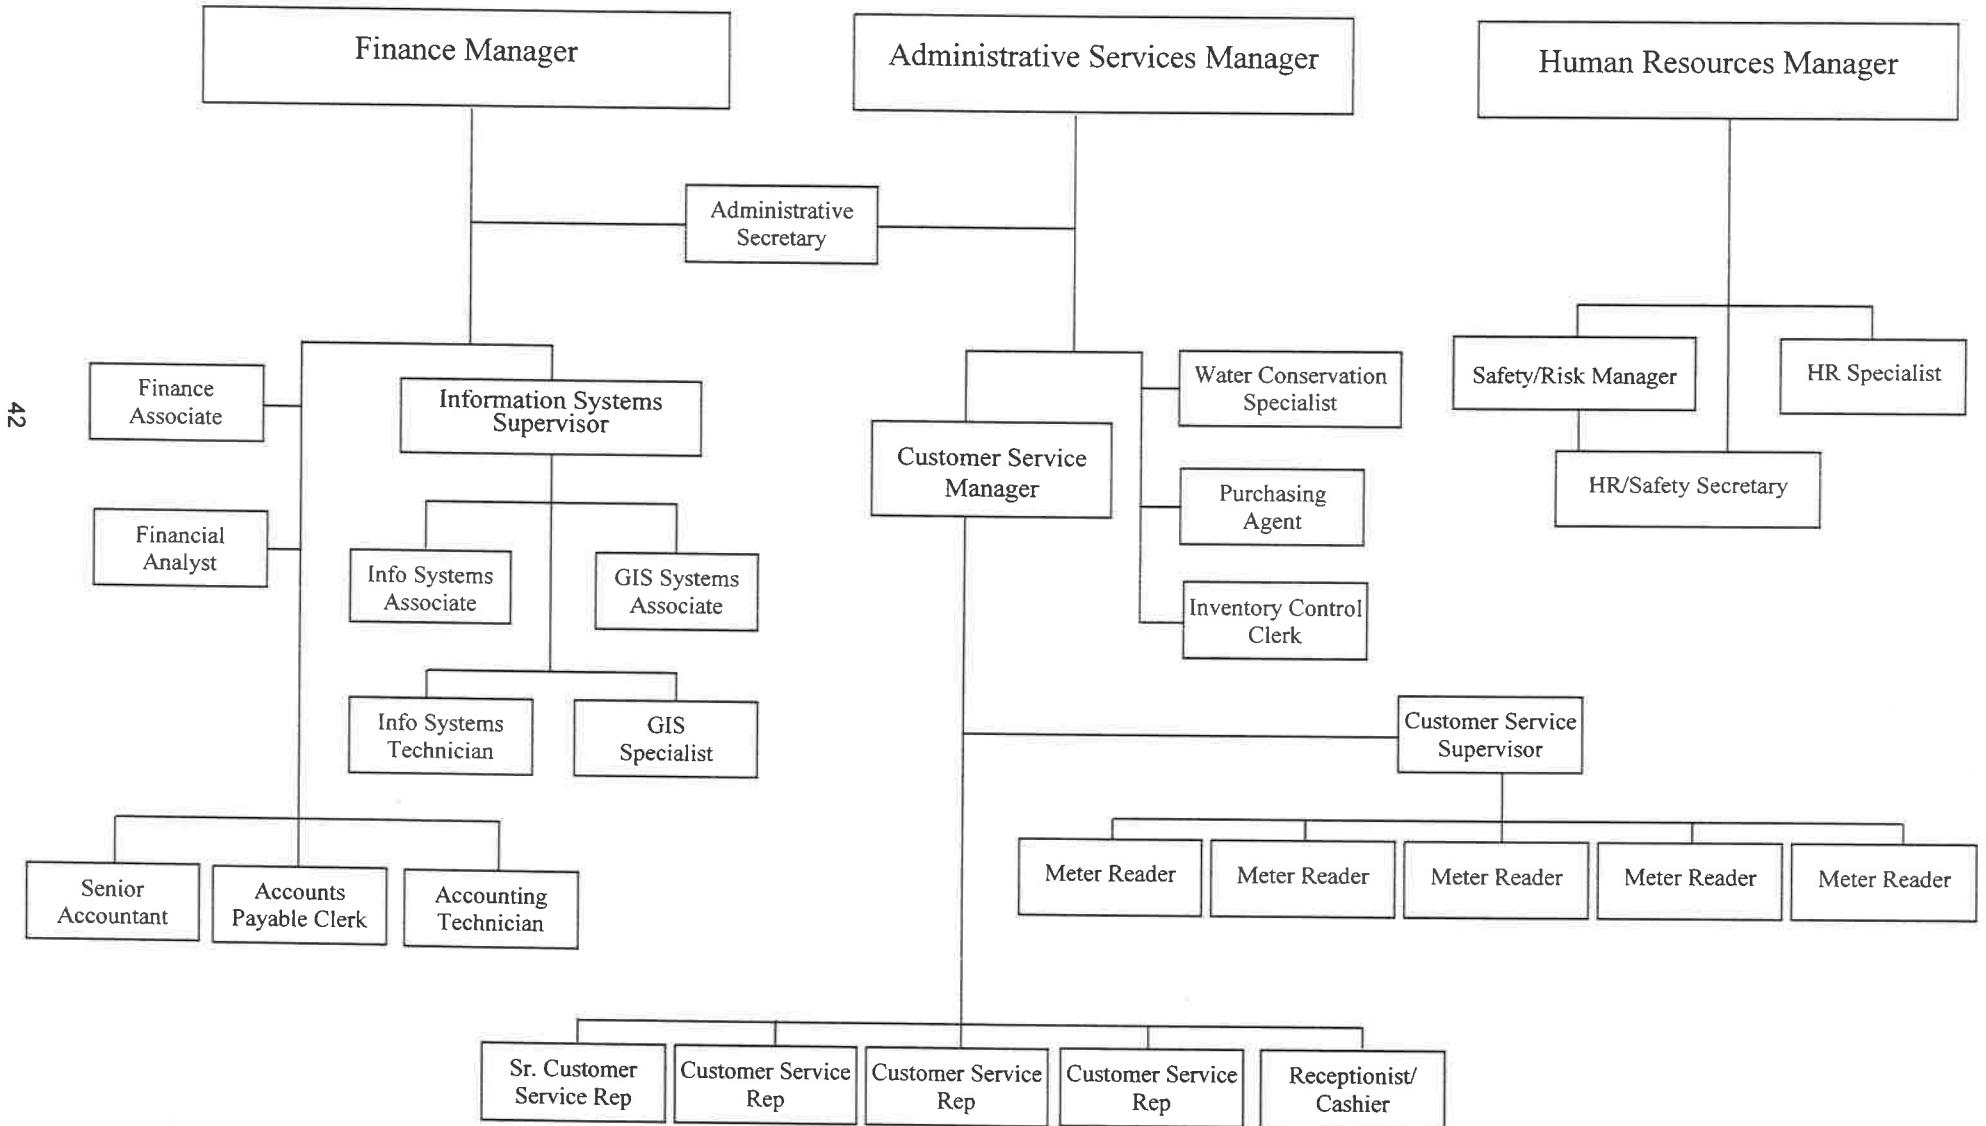 Finance Manager
Administrative Services Manager
Human Resources Manager
Administrative
Secretary
Finance
Associate
Information Systems
Supervisor
Water Conservation
Specialist
Safety/Risk Manager
HR Specialist
42
Customer Service
Manager
HR/Safety Secretary
Purchasing
Agent
Financial
Analyst
Info Systems
Associate
GIS Systems
Associate
Inventory Control
Clerk
Info Systems
Technician
GIS
Specialist
Customer Service
Supervisor
Senior
Accountant
Accounts
Payable Clerk
Accounting
Technician
Meter Reader
Meter Reader
Meter Reader
Meter Reader
Meter Reader
Sr. Customer
Service Rep
Customer Service
Rep
Customer Service
Rep
Customer Service
Rep
Receptionist/
Cashier